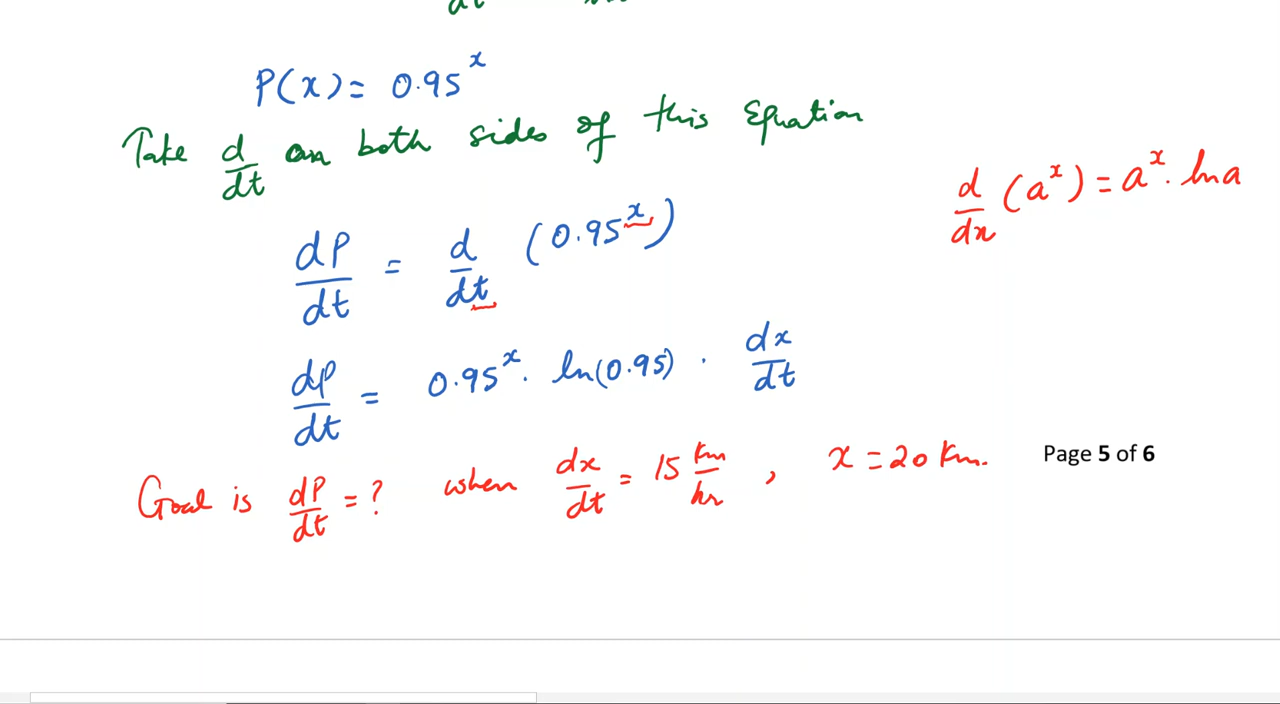 P(x) = 0.95^x
Take d/dt on both sides of this Equation
d/dx (a^x) = a^x · ln a
dP/dt = d/dt (0.95^x)
dP/dt = 0.95^x · ln(0.95) · dx/dt
Goal is dP/dt = ? when dx/dt = 15 km/hr , x = 20 Km.
Page 5 of 6